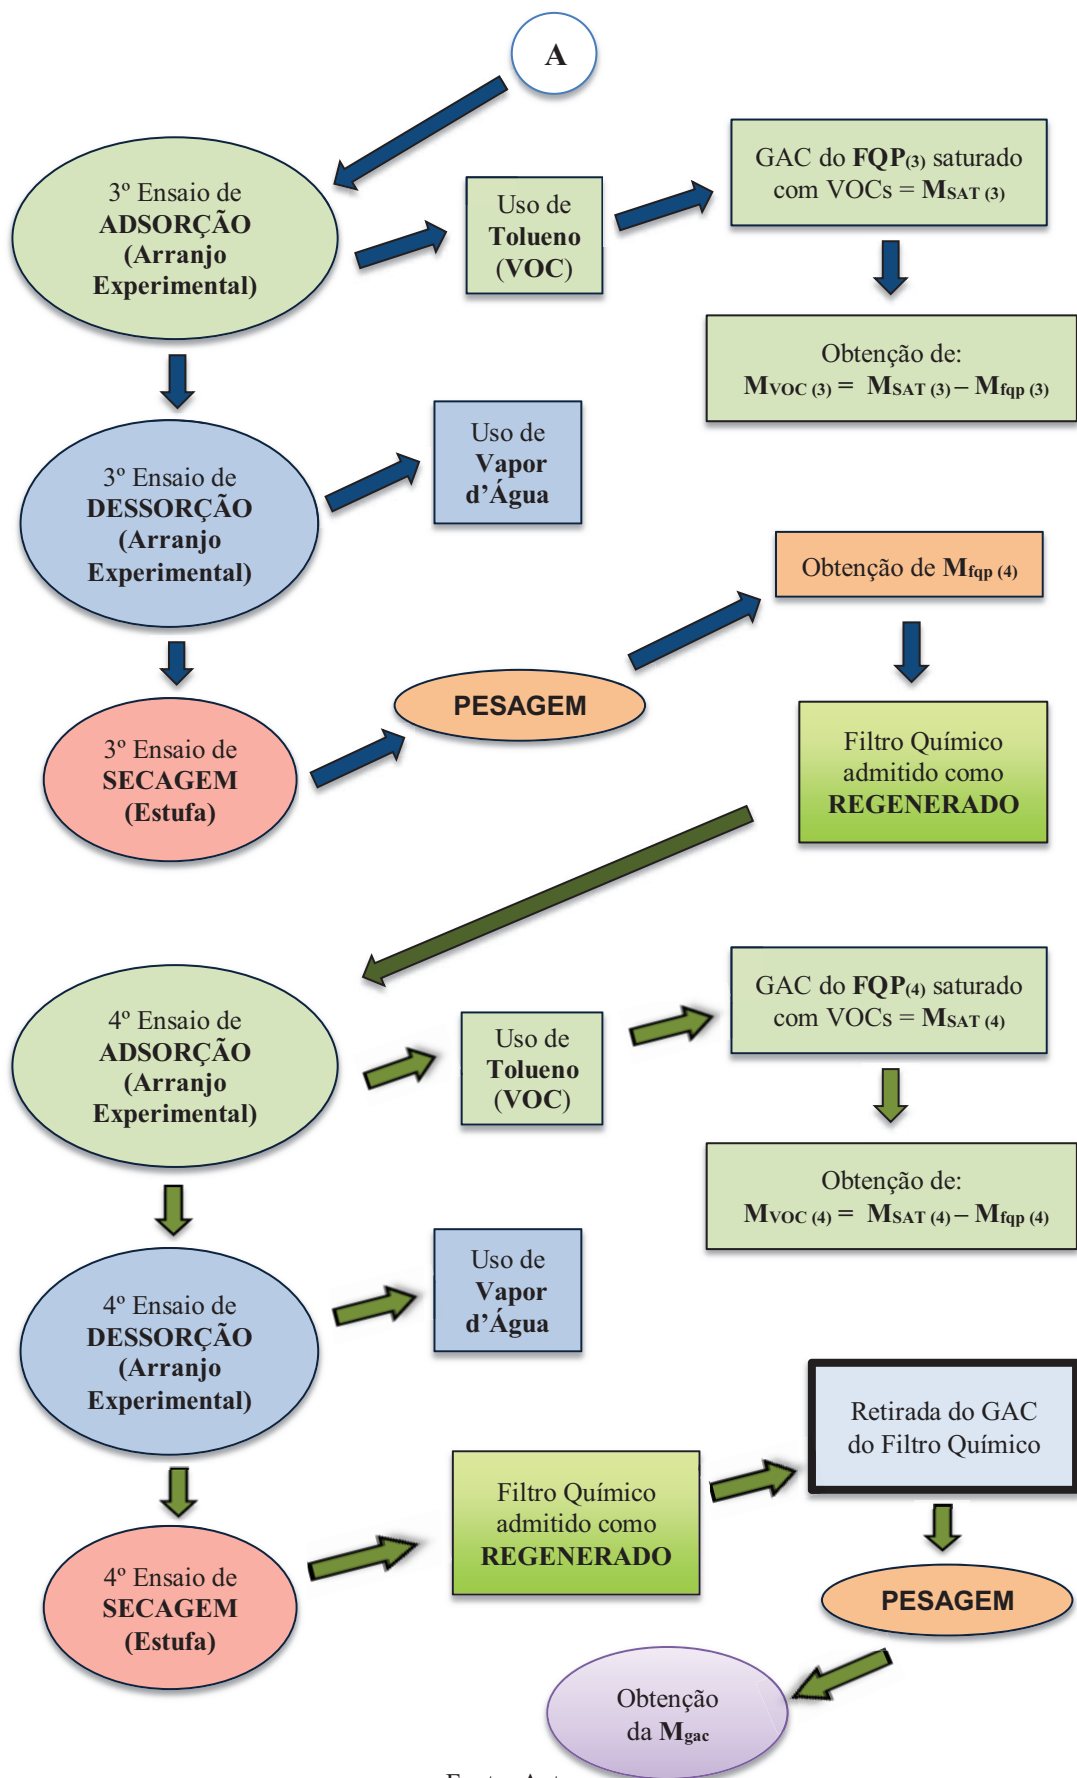 A
3º Ensaio de
ADSORÇÃO
(Arranjo
Experimental)
Uso de
Tolueno
(VOC)
GAC do FQP(3) saturado
com VOCs = MSAT (3)
Obtenção de:
MVOC (3) = MSAT (3) – Mfqp (3)
3º Ensaio de
DESSORÇÃO
(Arranjo
Experimental)
Uso de
Vapor
d’Água
3º Ensaio de
SECAGEM
(Estufa)
PESAGEM
Obtenção de Mfqp (4)
Filtro Químico
admitido como
REGENERADO
4º Ensaio de
ADSORÇÃO
(Arranjo
Experimental)
Uso de
Tolueno
(VOC)
GAC do FQP(4) saturado
com VOCs = MSAT (4)
Obtenção de:
MVOC (4) = MSAT (4) – Mfqp (4)
4º Ensaio de
DESSORÇÃO
(Arranjo
Experimental)
Uso de
Vapor
d’Água
4º Ensaio de
SECAGEM
(Estufa)
Filtro Químico
admitido como
REGENERADO
Retirada do GAC
do Filtro Químico
PESAGEM
Obtenção
da Mgac